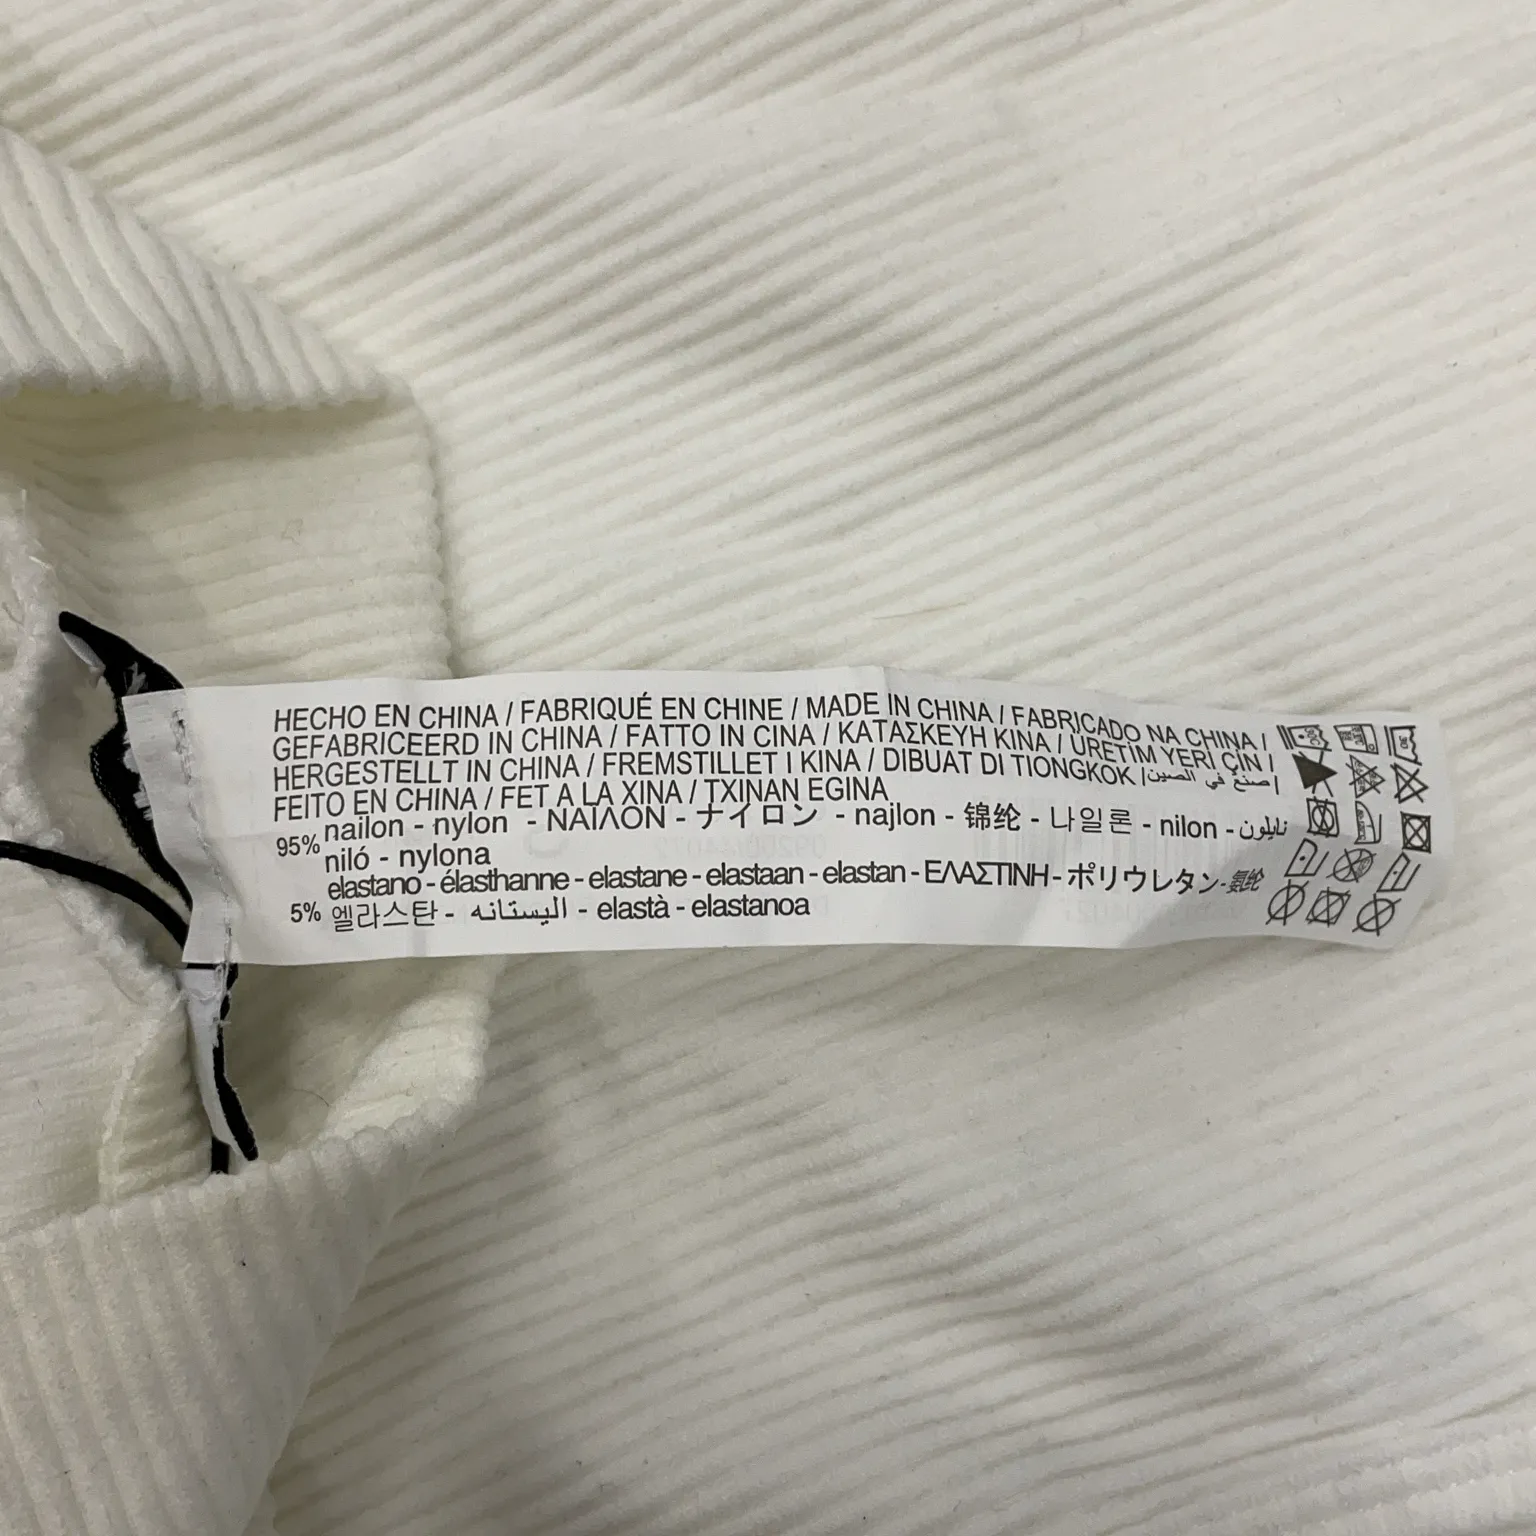 HECHO EN CHINA / FABRIQUÉ EN CHINE / MADE IN CHINA / FABRICADO NA CHINA /
GEFABRICEERD IN CHINA / FATTO IN CINA / ΚΑΤΑΣΚΕΥΗ ΚΙΝΑ / ÜRETİM YERİ ÇİN /
HERGESTELLT IN CHINA / FREMSTILLET I KINA / DIBUAT DI TIONGKOK / صنع في الصين /
FEITO EN CHINA / FET A LA XINA / TXINAN EGINA
95% nailon - nylon - ΝΑΙΛΟΝ - ナイロン - najlon - 锦纶 - 나일론 - nilon - نايلون
niló - nylona
elastano - élasthanne - elastane - elastaan - elastan - ΕΛΑΣΤΙΝΗ - ポリウレタン - 氨纶
5% 엘라스탄 - اليستانه - elastà - elastanoa